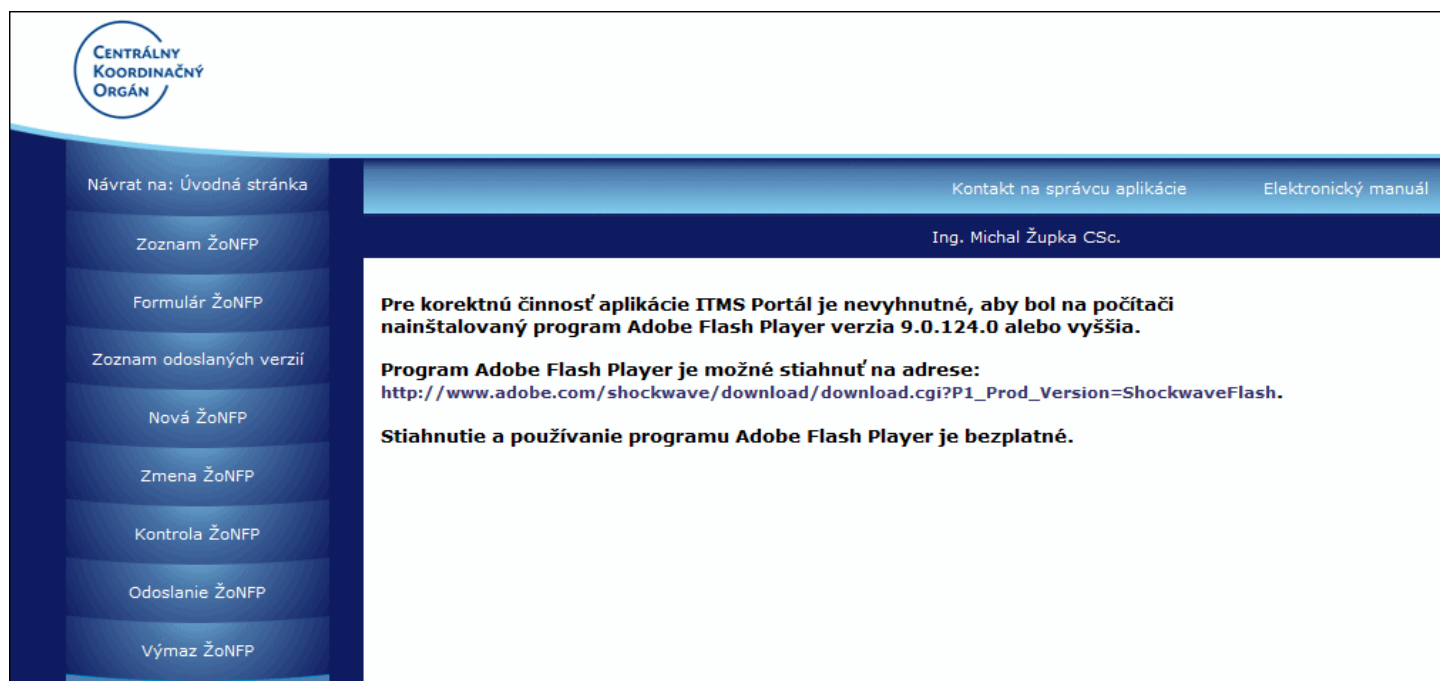 CENTRÁLNY
KOORDINAČNÝ
ORGÁN
Návrat na: Úvodná stránka
Kontakt na správcu aplikácie
Elektronický manuál
Zoznam ŽoNFP
Ing. Michal Župka CSc.
Formulár ŽoNFP
Zoznam odoslaných verzií
Nová ŽoNFP
Zmena ŽoNFP
Kontrola ŽoNFP
Odoslanie ŽoNFP
Výmaz ŽoNFP
Pre korektnú činnosť aplikácie ITMS Portál je nevyhnutné, aby bol na počítači
nainštalovaný program Adobe Flash Player verzia 9.0.124.0 alebo vyššia.
Program Adobe Flash Player je možné stiahnuť na adrese:
http://www.adobe.com/shockwave/download/download.cgi?P1_Prod_Version=ShockwaveFlash.
Stiahnutie a používanie programu Adobe Flash Player je bezplatné.